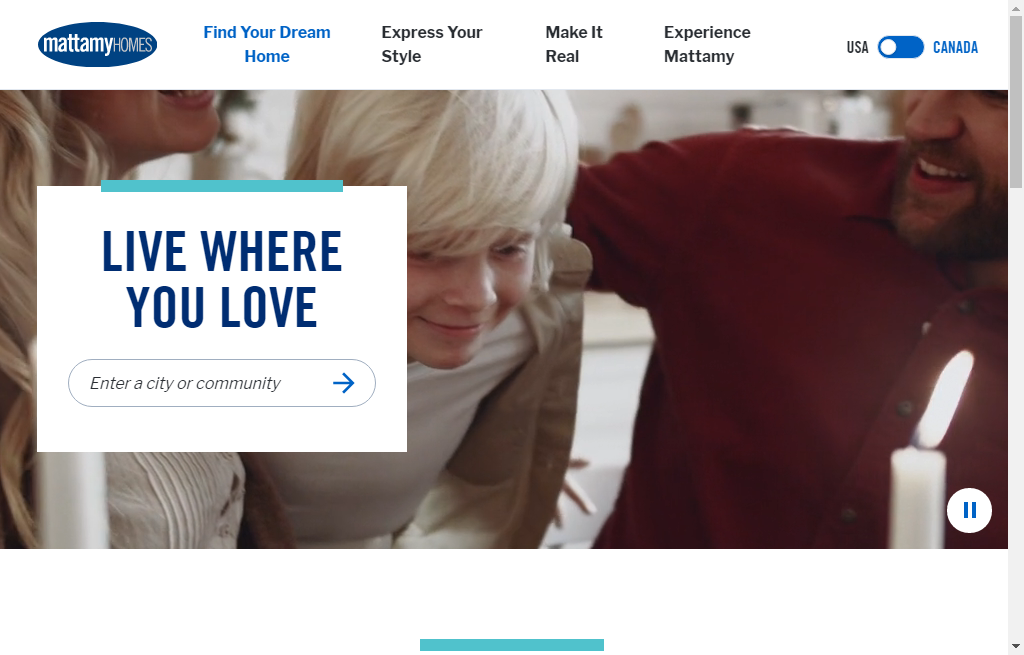 mattamyHOMES
Find Your Dream
Home
Express Your
Style
Make It
Real
Experience
Mattamy
USA
CANADA
LIVE WHERE
YOU LOVE
Enter a city or community